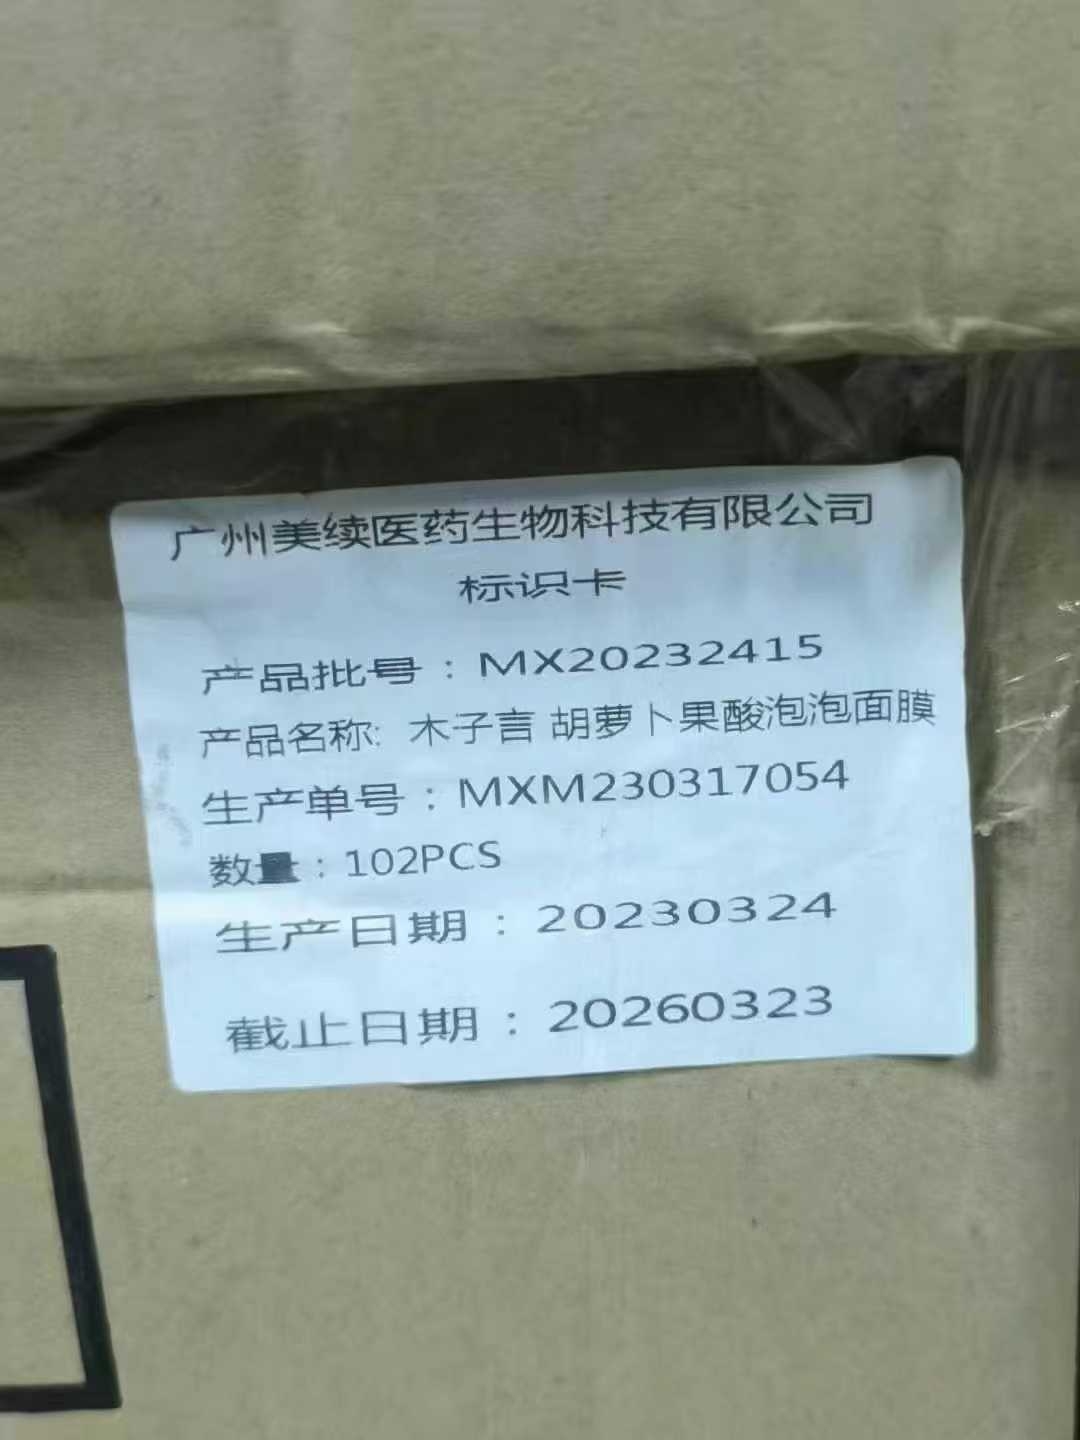 广州美续医药生物科技有限公司
标识卡
产品批号：MX20232415
产品名称: 木子言 胡萝卜果酸泡泡面膜
生产单号：MXM230317054
数量：102PCS
生产日期：20230324
截止日期：20260323